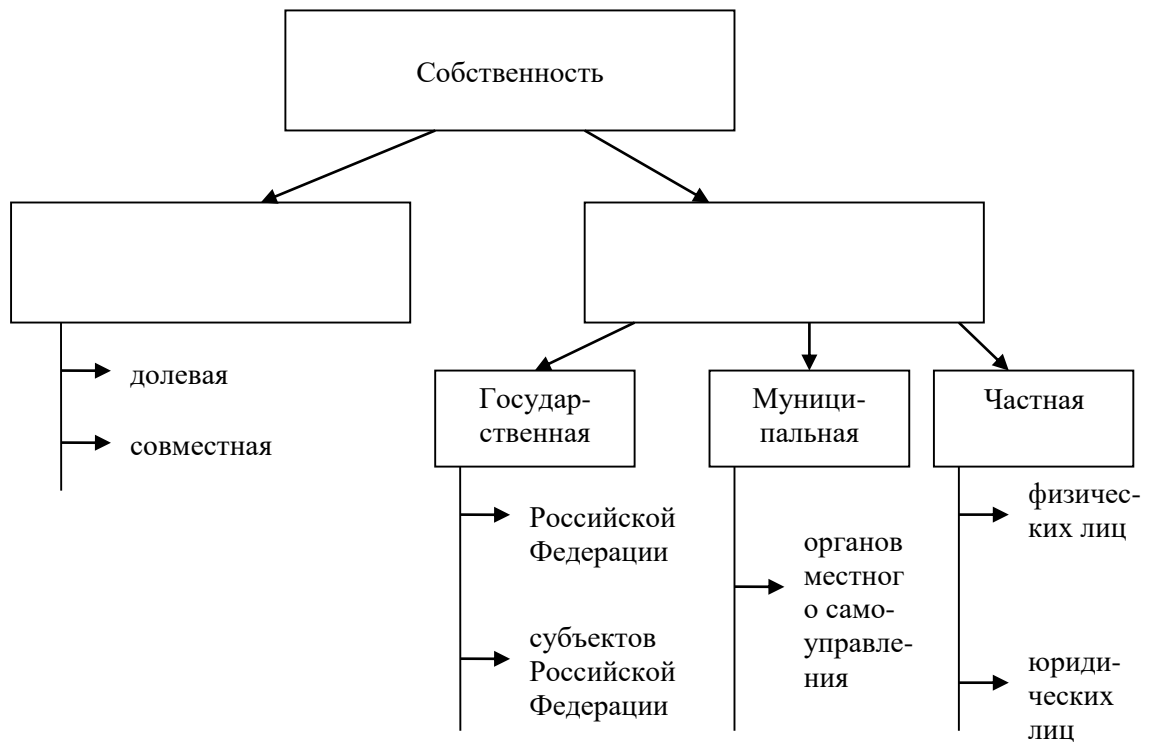 Собственность
долевая
совместная
Государ-
ственная
Муници-
пальная
Частная
Российской
Федерации
субъектов
Российской
Федерации
органов
местног
о само-
управле-
ния
физичес-
ких лиц
юриди-
ческих
лиц